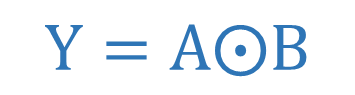 Y = A⊙B